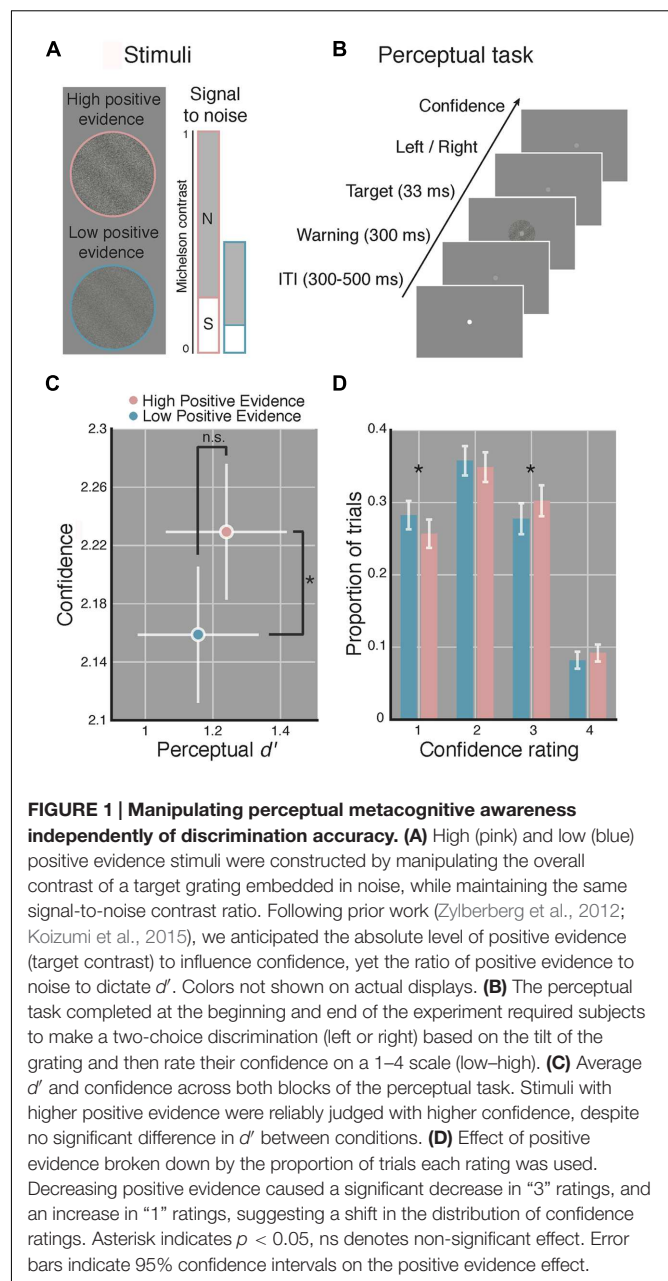 A Stimuli
High positive
evidence
Low positive
evidence
Signal
to noise
Michelson contrast
1
N
S
0
B Perceptual task
Confidence
Left / Right
Target (33 ms)
Warning (300 ms)
ITI (300-500 ms)
C
High Positive Evidence
Low Positive Evidence
n.s.
*
Confidence
2.3
2.26
2.22
2.18
2.14
2.1
1 1.2 1.4
Perceptual d'
D
Proportion of trials
0.4
0.3
0.2
0.1
0
* *
1 2 3 4
Confidence rating
FIGURE 1 | Manipulating perceptual metacognitive awareness
independently of discrimination accuracy. (A) High (pink) and low (blue)
positive evidence stimuli were constructed by manipulating the overall
contrast of a target grating embedded in noise, while maintaining the same
signal-to-noise contrast ratio. Following prior work (Zylberberg et al., 2012;
Koizumi et al., 2015), we anticipated the absolute level of positive evidence
(target contrast) to influence confidence, yet the ratio of positive evidence to
noise to dictate d′. Colors not shown on actual displays. (B) The perceptual
task completed at the beginning and end of the experiment required subjects
to make a two-choice discrimination (left or right) based on the tilt of the
grating and then rate their confidence on a 1–4 scale (low–high). (C) Average
d′ and confidence across both blocks of the perceptual task. Stimuli with
higher positive evidence were reliably judged with higher confidence, despite
no significant difference in d′ between conditions. (D) Effect of positive
evidence broken down by the proportion of trials each rating was used.
Decreasing positive evidence caused a significant decrease in “3” ratings, and
an increase in “1” ratings, suggesting a shift in the distribution of confidence
ratings. Asterisk indicates p < 0.05, ns denotes non-significant effect. Error
bars indicate 95% confidence intervals on the positive evidence effect.